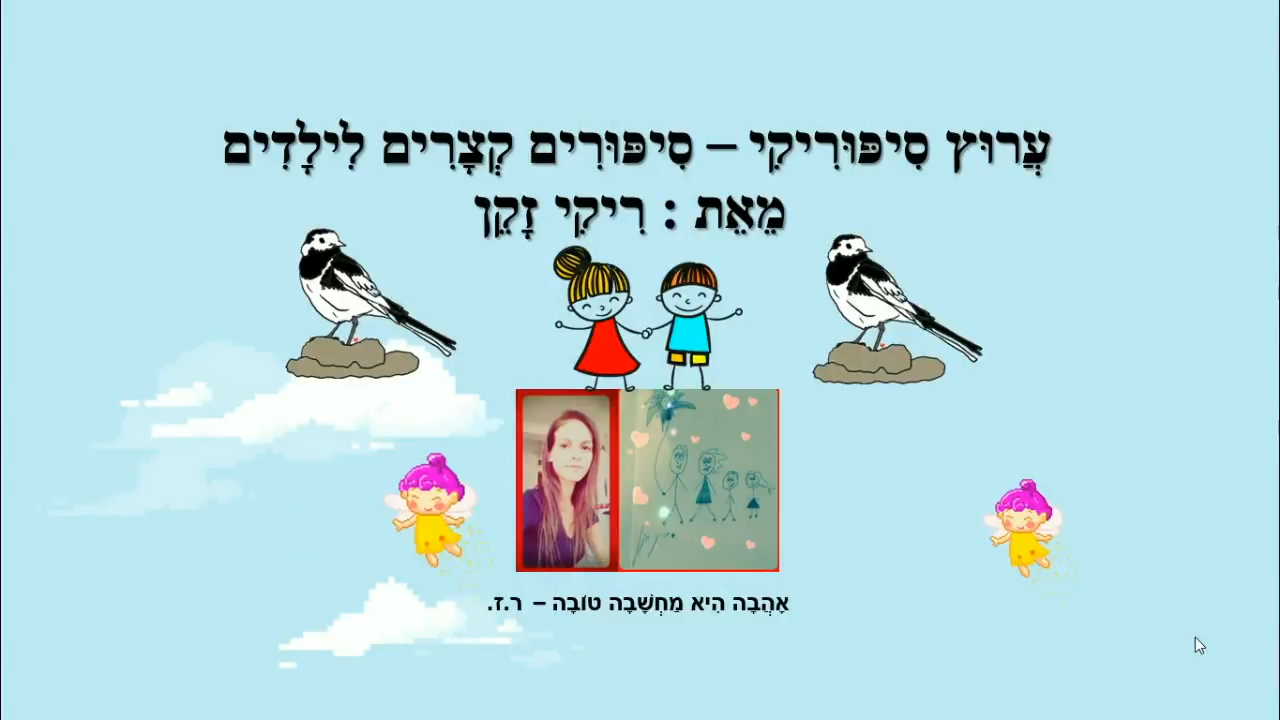 עֲרוּץ סִיפּוּרִיקִי – סִיפּוּרִים קְצָרִים לִילָדִים
מֵאֵת : רִיקִי זָקֵן
אַהֲבָה הִיא מַחְשָׁבָה טוֹבָה – ר.ז.